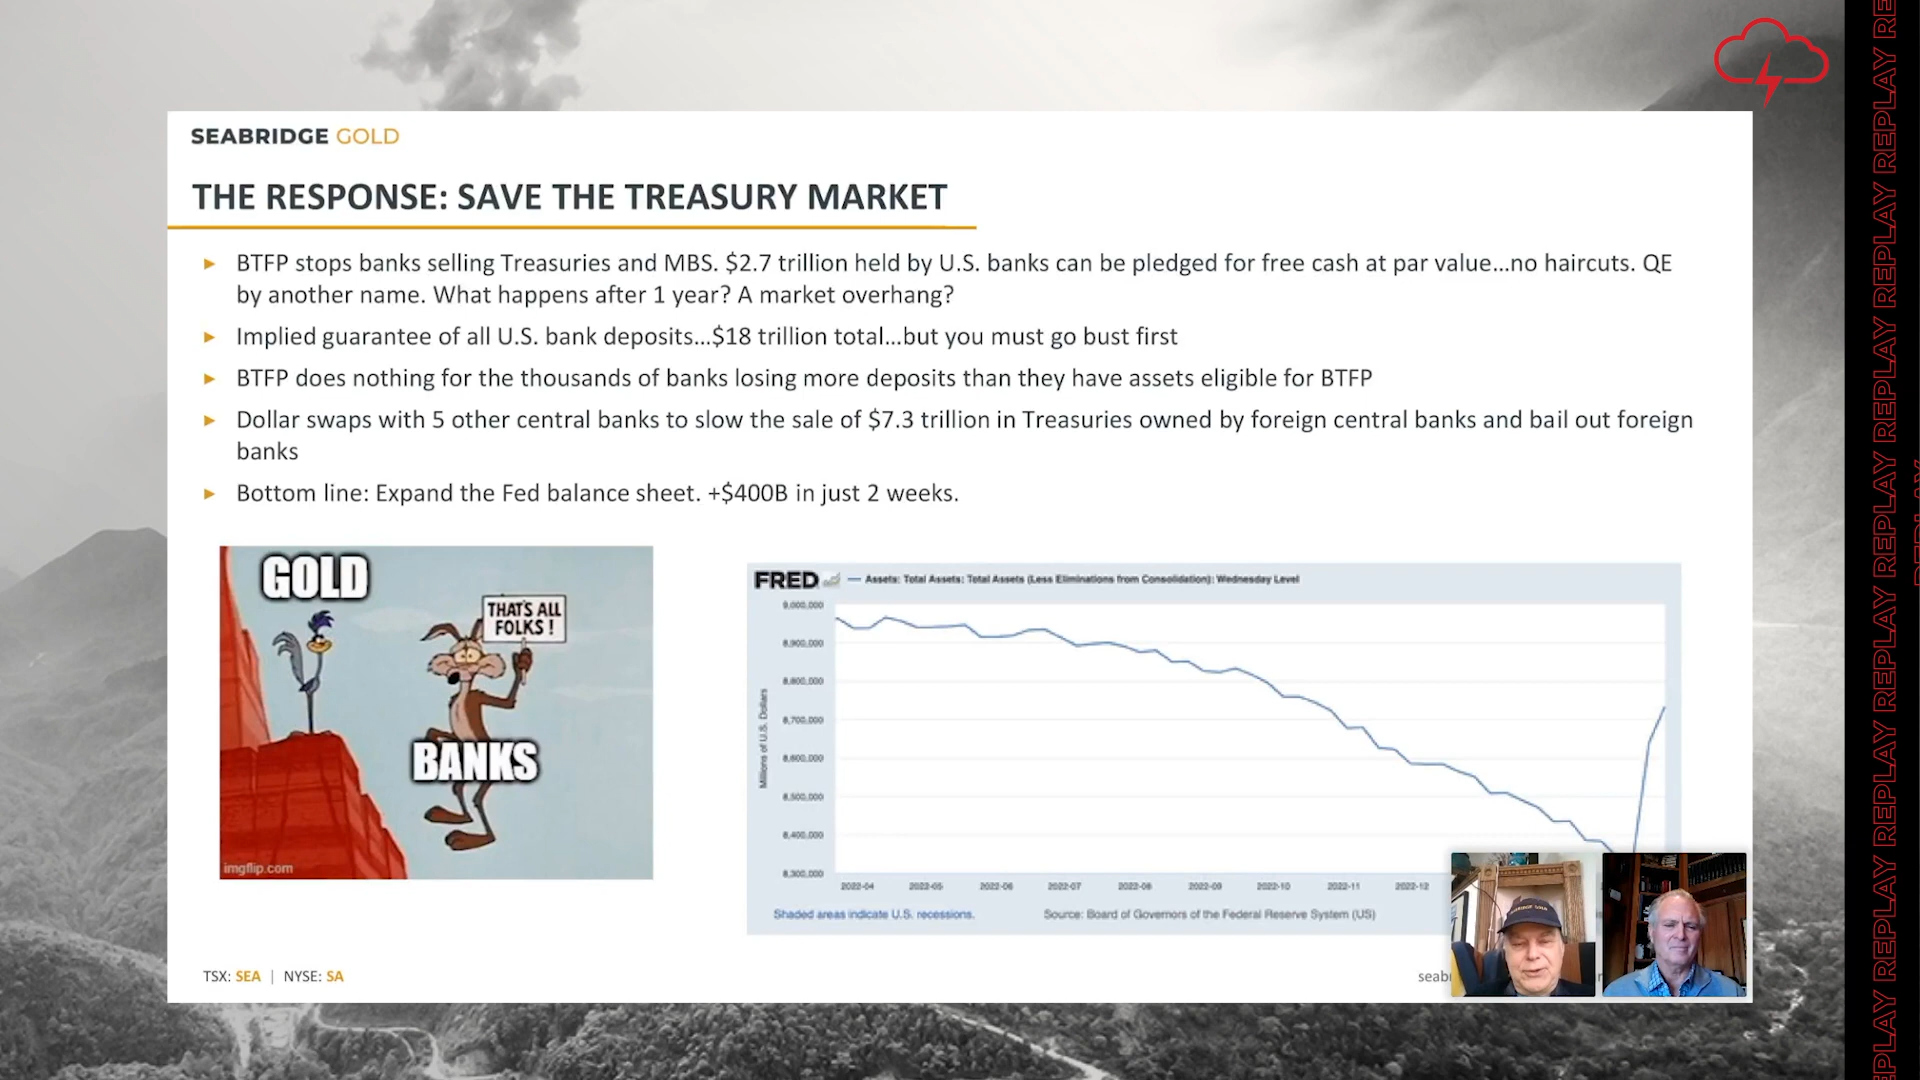 SEABRIDGE GOLD
THE RESPONSE: SAVE THE TREASURY MARKET
► BTFP stops banks selling Treasuries and MBS. $2.7 trillion held by U.S. banks can be pledged for free cash at par value...no haircuts. QE
by another name. What happens after 1 year? A market overhang?
► Implied guarantee of all U.S. bank deposits...$18 trillion total...but you must go bust first
► BTFP does nothing for the thousands of banks losing more deposits than they have assets eligible for BTFP
► Dollar swaps with 5 other central banks to slow the sale of $7.3 trillion in Treasuries owned by foreign central banks and bail out foreign
banks
► Bottom line: Expand the Fed balance sheet. +$400B in just 2 weeks.
GOLD
THAT'S ALL
FOLKS!
BANKS
imgflip.com
FRED — Assets: Total Assets: Total Assets (Less Eliminations from Consolidation): Wednesday Level
Millions of U.S. Dollars
9,000,000
8,900,000
8,800,000
8,700,000
8,600,000
8,500,000
8,400,000
8,300,000
2022-04 2022-05 2022-06 2022-07 2022-08 2022-09 2022-10 2022-11 2022-12
Shaded areas indicate U.S. recessions. Source: Board of Governors of the Federal Reserve System (US)
TSX: SEA | NYSE: SA
REPLAY REPLAY REPLAY REPLAY REPLAY REPLAY REPLAY